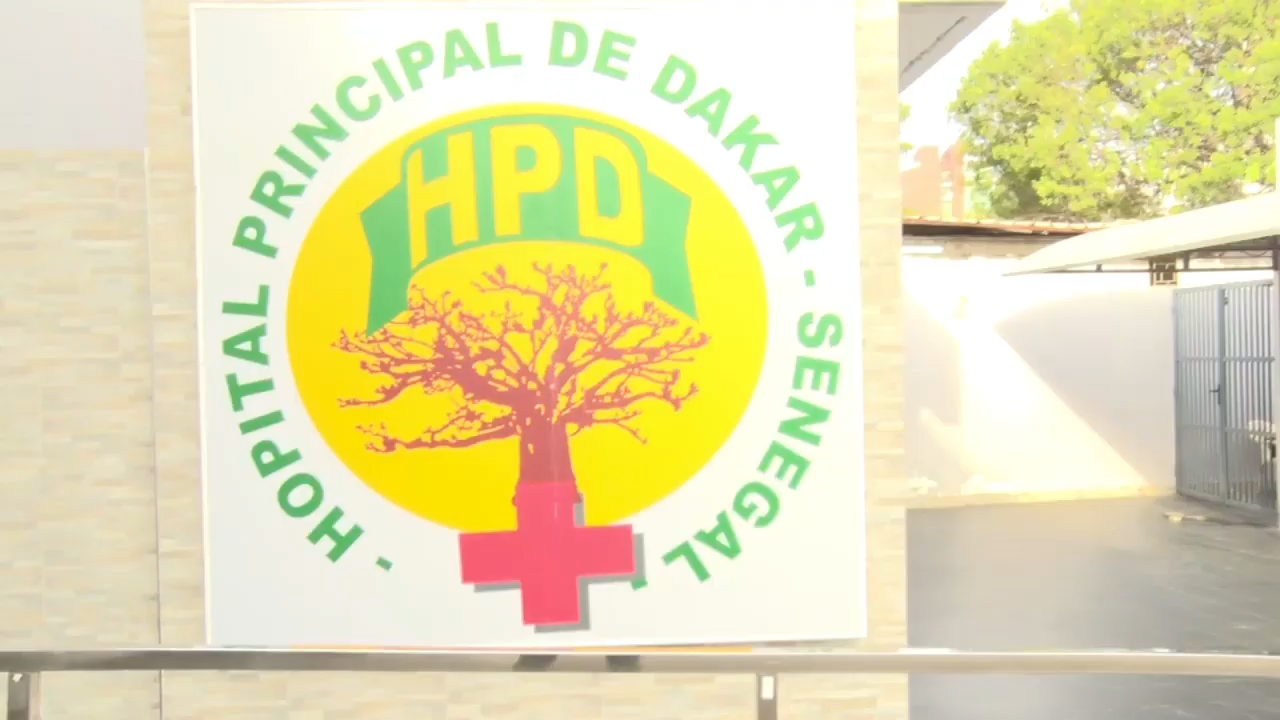 - HOPITAL PRINCIPAL DE DAKAR - SENEGAL -
HPD